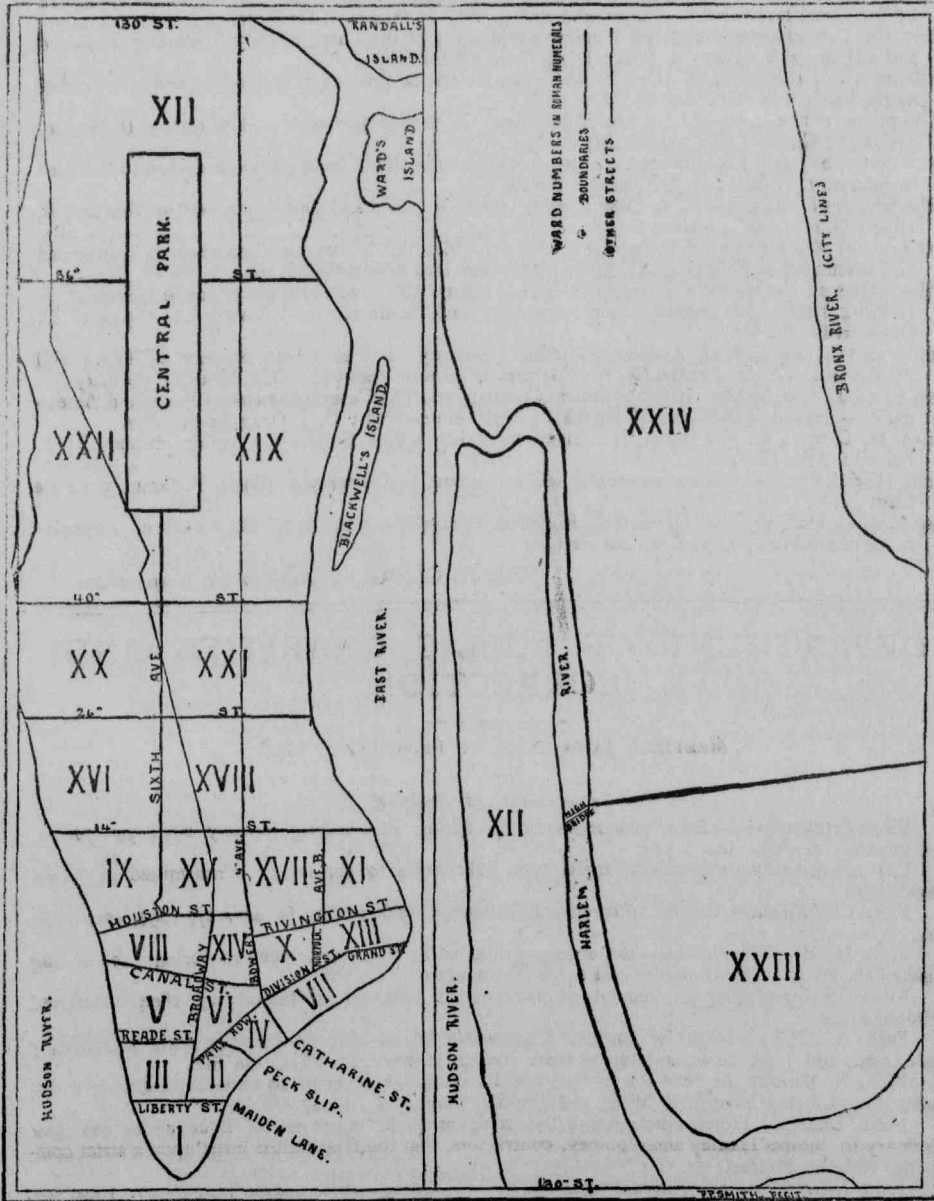 130" ST.
RANDALL'S
ISLAND.
XII
WARD'S
ISLAND
CENTRAL PARK.
86" ST.
XXII
XIX
BLACKWELL'S ISLAND.
40" ST.
EAST RIVER.
XX
AVE
XXI
26" ST.
XVI
SIXTH
XVIII
14" ST.
IX
XV
AVE
XVII
AVE. B.
XI
HOUSTON ST.
RIVINGTON ST.
VIII
BROADWAY
XIV
BOWERY
X
NORFOLK ST.
XIII
DIVISION ST.
GRAND ST.
CANAL ST.
V
VI
VII
READE ST.
PARK ROW.
IV
CATHARINE ST.
III
II
PECK SLIP.
LIBERTY ST.
MAIDEN LANE.
HUDSON RIVER.
WARD NUMBERS IN ROMAN NUMERALS
" BOUNDARIES
OTHER STREETS
(CITY LINE)
BRONX RIVER.
XXIV
HIGH
BRIDGE
XII
HARLEM RIVER.
XXIII
HUDSON RIVER.
130" ST.
P.P.SMITH, FECIT.